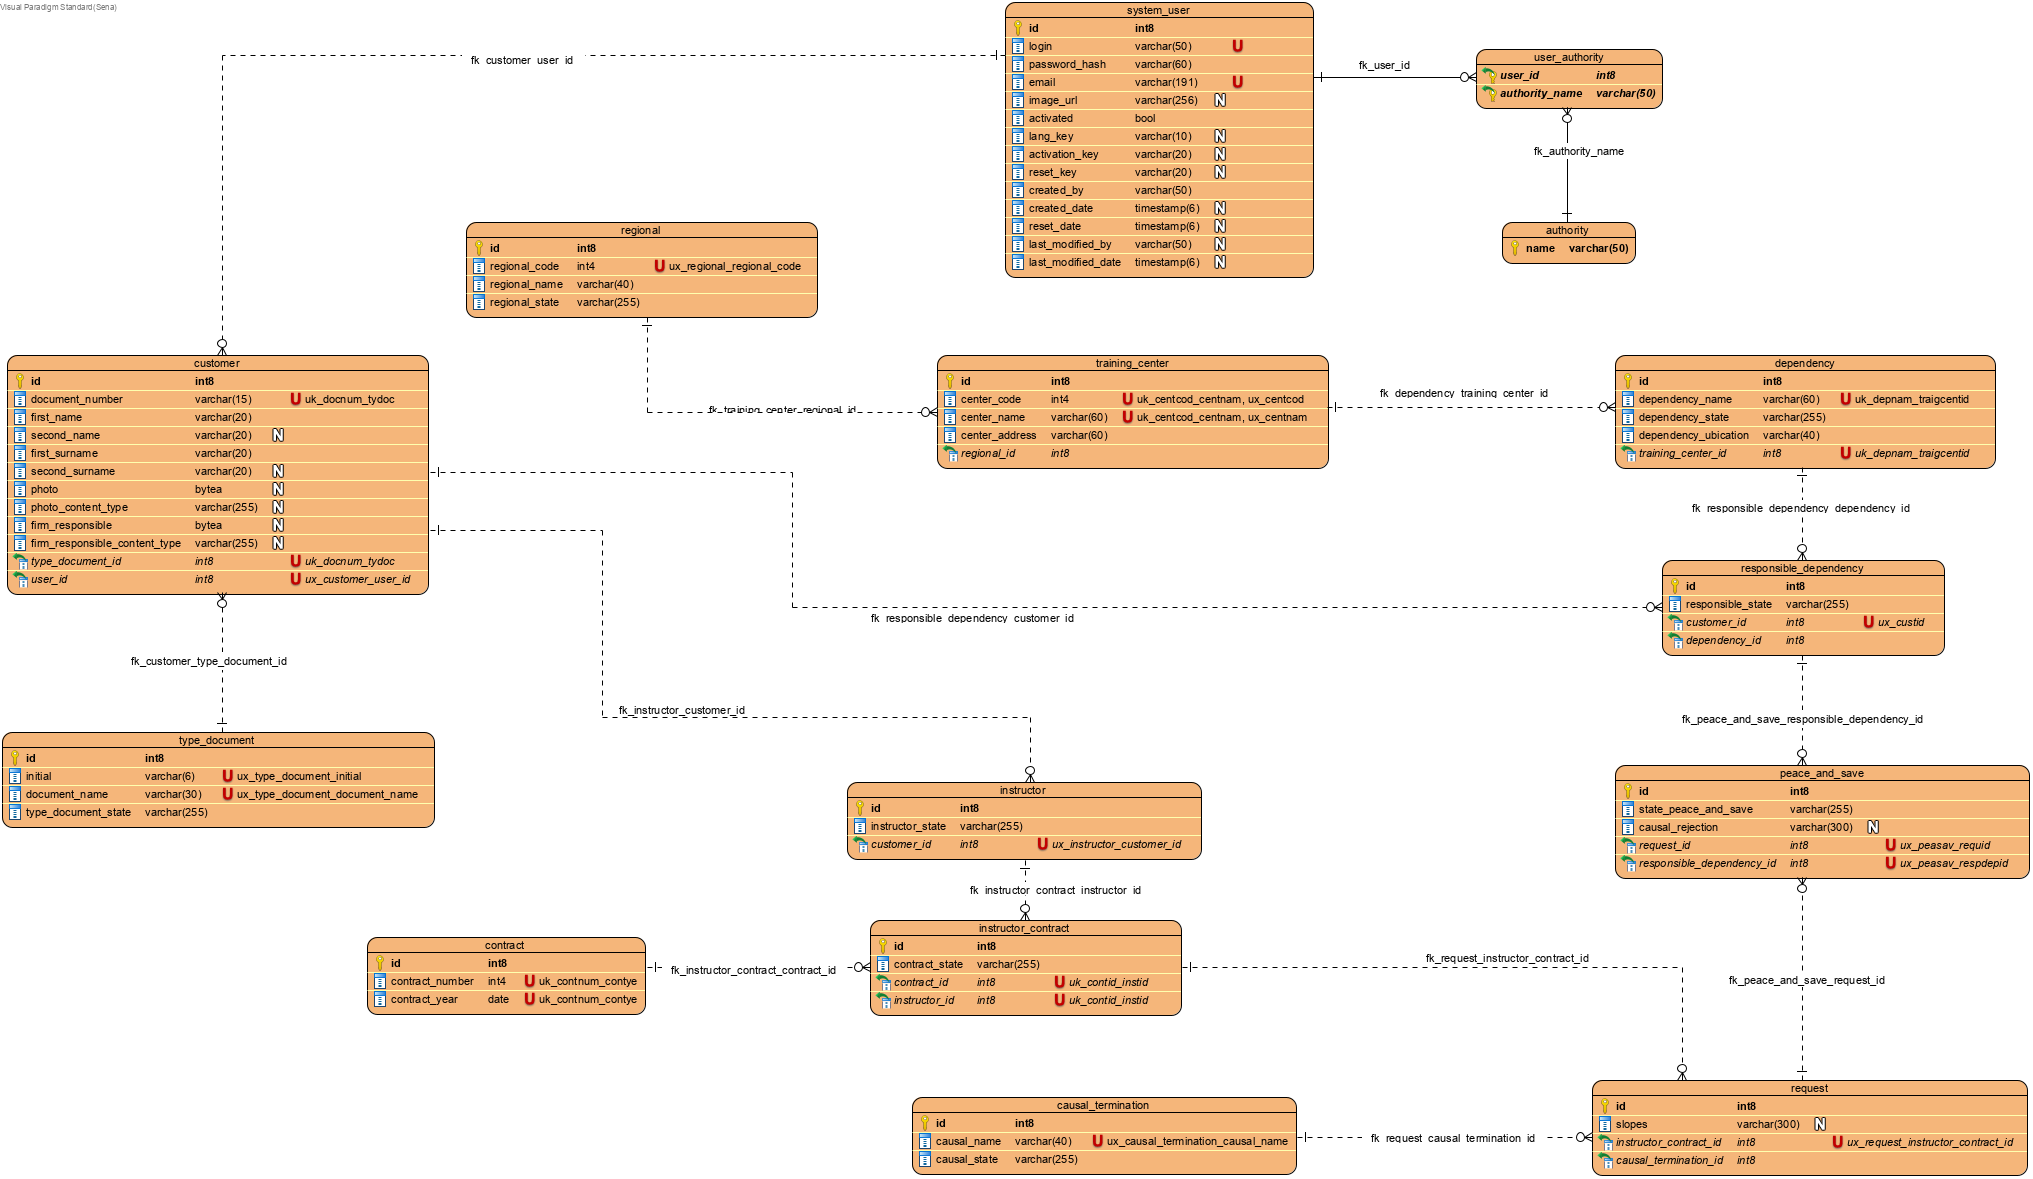 Visual Paradigm Standard(Sena)
system_user
id int8
login varchar(50) U
password_hash varchar(60)
email varchar(191) U
image_url varchar(256) N
activated bool
lang_key varchar(10) N
activation_key varchar(20) N
reset_key varchar(20) N
created_by varchar(50)
created_date timestamp(6) N
reset_date timestamp(6) N
last_modified_by varchar(50) N
last_modified_date timestamp(6) N
fk_customer_user_id
fk_user_id
user_authority
user_id int8
authority_name varchar(50)
fk_authority_name
authority
name varchar(50)
regional
id int8
regional_code int4 U ux_regional_regional_code
regional_name varchar(40)
regional_state varchar(255)
customer
id int8
document_number varchar(15) U uk_docnum_tydoc
first_name varchar(20)
second_name varchar(20) N
first_surname varchar(20)
second_surname varchar(20) N
photo bytea N
photo_content_type varchar(255) N
firm_responsible bytea N
firm_responsible_content_type varchar(255) N
type_document_id int8 U uk_docnum_tydoc
user_id int8 U ux_customer_user_id
fk_training_center_regional_id
training_center
id int8
center_code int4 U uk_centcod_centnam, ux_centcod
center_name varchar(60) U uk_centcod_centnam, ux_centnam
center_address varchar(60)
regional_id int8
fk_dependency_training_center_id
dependency
id int8
dependency_name varchar(60) U uk_depnam_traigcentid
dependency_state varchar(255)
dependency_ubication varchar(40)
training_center_id int8 U uk_depnam_traigcentid
fk_responsible_dependency_dependency_id
responsible_dependency
id int8
responsible_state varchar(255)
customer_id int8 U ux_custid
dependency_id int8
fk_responsible_dependency_customer_id
fk_customer_type_document_id
type_document
id int8
initial varchar(6) U ux_type_document_initial
document_name varchar(30) U ux_type_document_document_name
type_document_state varchar(255)
fk_instructor_customer_id
fk_peace_and_save_responsible_dependency_id
instructor
id int8
instructor_state varchar(255)
customer_id int8 U ux_instructor_customer_id
peace_and_save
id int8
state_peace_and_save varchar(255)
causal_rejection varchar(300) N
request_id int8 U ux_peasav_requid
responsible_dependency_id int8 U ux_peasav_respdepid
fk_instructor_contract_instructor_id
contract
id int8
contract_number int4 U uk_contnum_contye
contract_year date U uk_contnum_contye
fk_instructor_contract_contract_id
instructor_contract
id int8
contract_state varchar(255)
contract_id int8 U uk_contid_instid
instructor_id int8 U uk_contid_instid
fk_request_instructor_contract_id
fk_peace_and_save_request_id
causal_termination
id int8
causal_name varchar(40) U ux_causal_termination_causal_name
causal_state varchar(255)
fk_request_causal_termination_id
request
id int8
slopes varchar(300) N
instructor_contract_id int8 U ux_request_instructor_contract_id
causal_termination_id int8